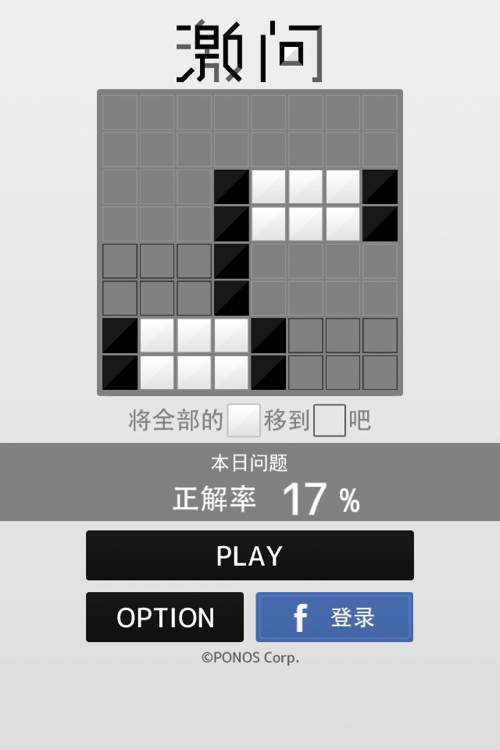 激问
将全部的 移到 吧
本日问题
正解率 17 %
PLAY
OPTION
f 登录
©PONOS Corp.